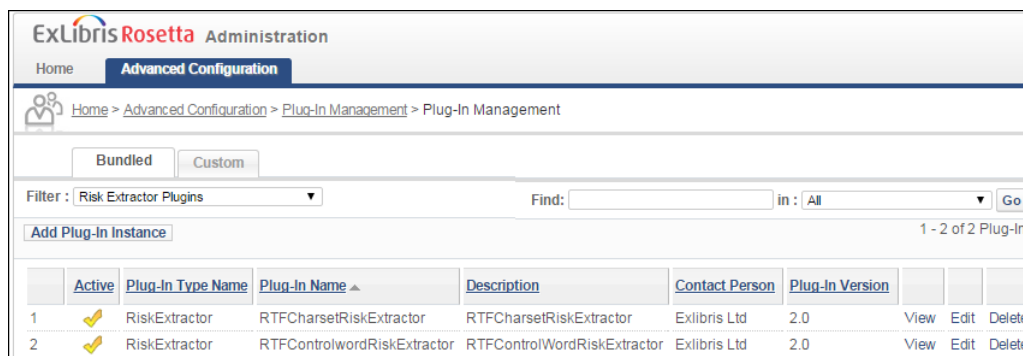 ExLibris Rosetta Administration
Home Advanced Configuration
Home > Advanced Configuration > Plug-In Management > Plug-In Management
Bundled Custom
Filter : Risk Extractor Plugins Find: in : All Go
Add Plug-In Instance 1 - 2 of 2 Plug-In
Active Plug-In Type Name Plug-In Name Description Contact Person Plug-In Version
1 RiskExtractor RTFCharsetRiskExtractor RTFCharsetRiskExtractor Exlibris Ltd 2.0 View Edit Delete
2 RiskExtractor RTFControlwordRiskExtractor RTFControlWordRiskExtractor Exlibris Ltd 2.0 View Edit Delete